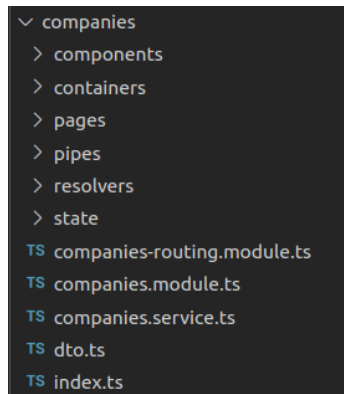 companies
components
containers
pages
pipes
resolvers
state
TS companies-routing.module.ts
TS companies.module.ts
TS companies.service.ts
TS dto.ts
TS index.ts